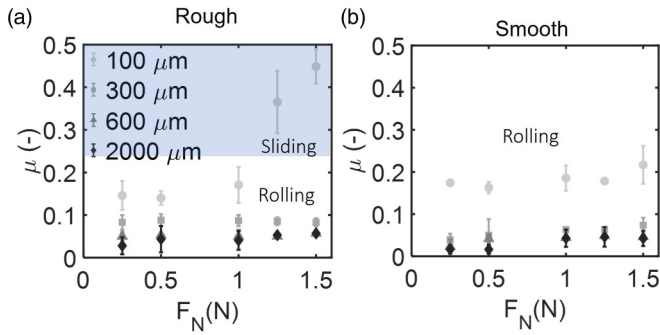 (a) Rough
0.5
0.4
0.3
0.2
0.1
0
μ (-)
100 μm
300 μm
600 μm
2000 μm
Sliding
Rolling
0 0.5 1 1.5
F_N(N)
(b) Smooth
0.5
0.4
0.3
0.2
0.1
0
μ (-)
Rolling
0 0.5 1 1.5
F_N(N)